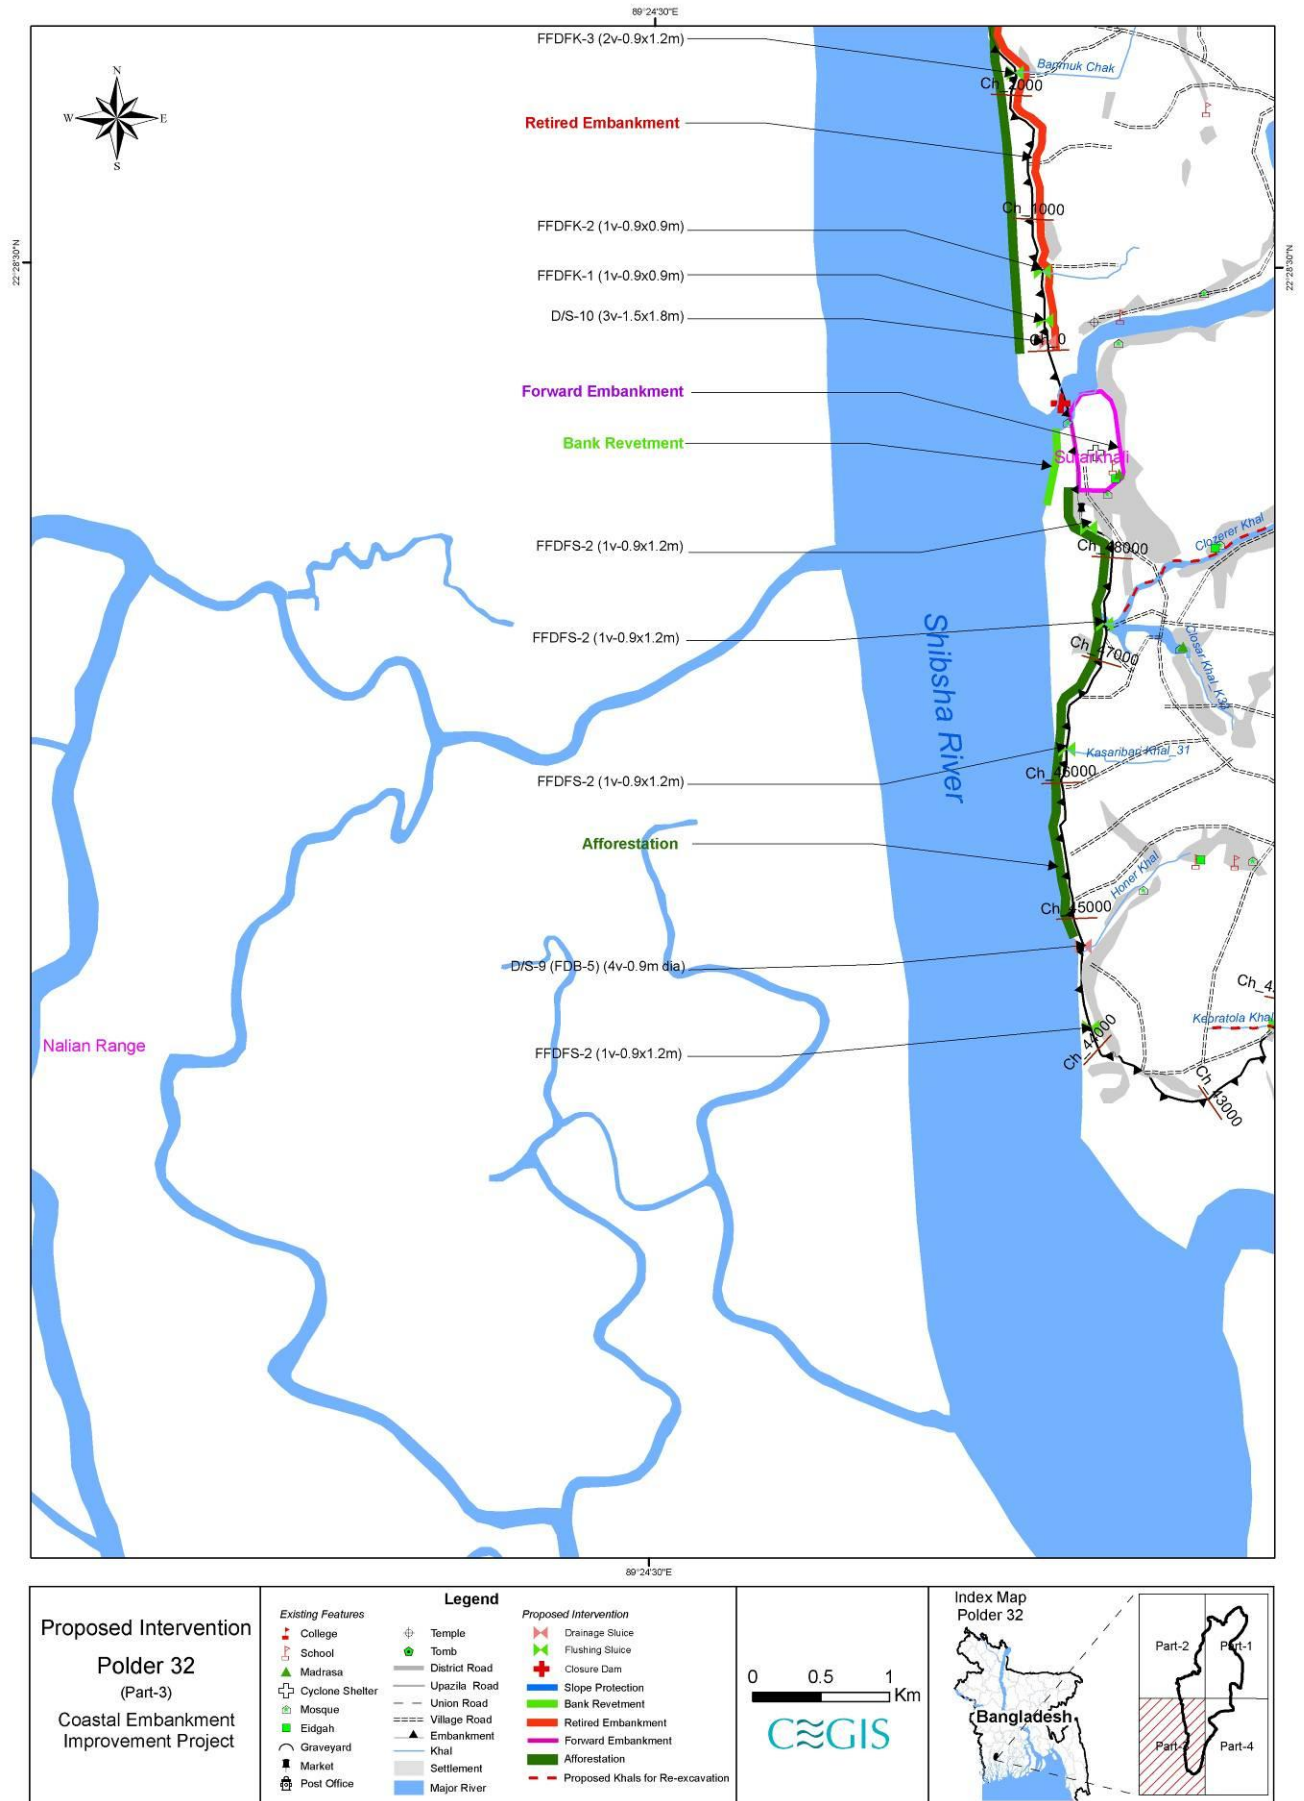 89°24'30"E
FFDFK-3 (2v-0.9x1.2m)
Banmuk Chak
Ch_2000
N
W
E
S
Retired Embankment
Ch_1000
FFDFK-2 (1v-0.9x0.9m)
22°28'30"N
22°28'30"N
FFDFK-1 (1v-0.9x0.9m)
D/S-10 (3v-1.5x1.8m)
Ch_0
Forward Embankment
Bank Revetment
Sutarkhali
Clozerer Khal
FFDFS-2 (1v-0.9x1.2m)
Ch_48000
Shibsha River
FFDFS-2 (1v-0.9x1.2m)
Ch_47000
Kasaribari Khal_31
FFDFS-2 (1v-0.9x1.2m)
Ch_46000
Afforestation
Honer Khal
Ch_45000
D/S-9 (FDB-5) (4v-0.9m dia)
Kepratola Khal
Nalian Range
FFDFS-2 (1v-0.9x1.2m)
Ch_44000
Ch_43000
89°24'30"E
Proposed Intervention
Polder 32
(Part-3)
Coastal Embankment
Improvement Project
Legend
Existing Features
College
School
Madrasa
Cyclone Shelter
Mosque
Eidgah
Graveyard
Market
Post Office
Temple
Tomb
District Road
Upazila Road
Union Road
Village Road
Embankment
Khal
Settlement
Major River
Proposed Intervention
Drainage Sluice
Flushing Sluice
Closure Dam
Slope Protection
Bank Revetment
Retired Embankment
Forward Embankment
Afforestation
Proposed Khals for Re-excavation
0 0.5 1
Km
CEGIS
Index Map
Polder 32
Bangladesh
Part-2
Part-1
Part-3
Part-4